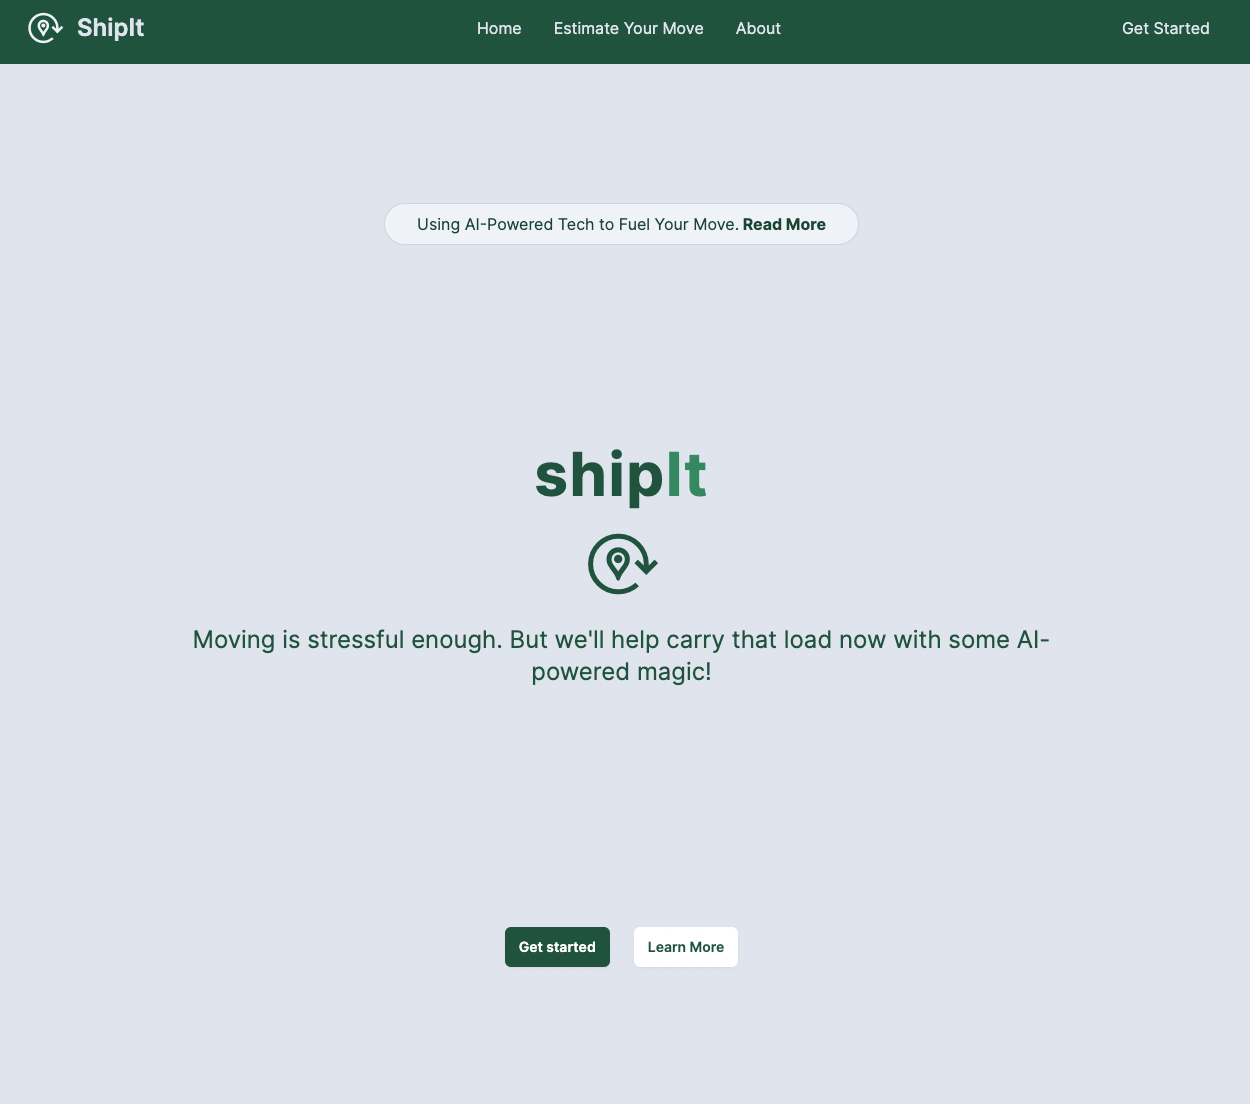 ShipIt
Home
Estimate Your Move
About
Get Started
Using AI-Powered Tech to Fuel Your Move. Read More
shipIt
Moving is stressful enough. But we'll help carry that load now with some AI-
powered magic!
Get started
Learn More